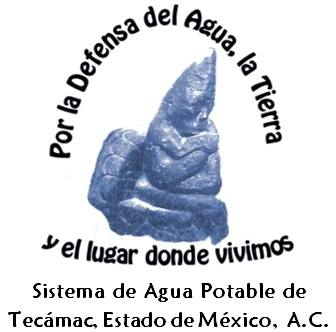 Por la Defensa del Agua, la Tierra
y el lugar donde vivimos
Sistema de Agua Potable de
Tecámac, Estado de México, A.C.